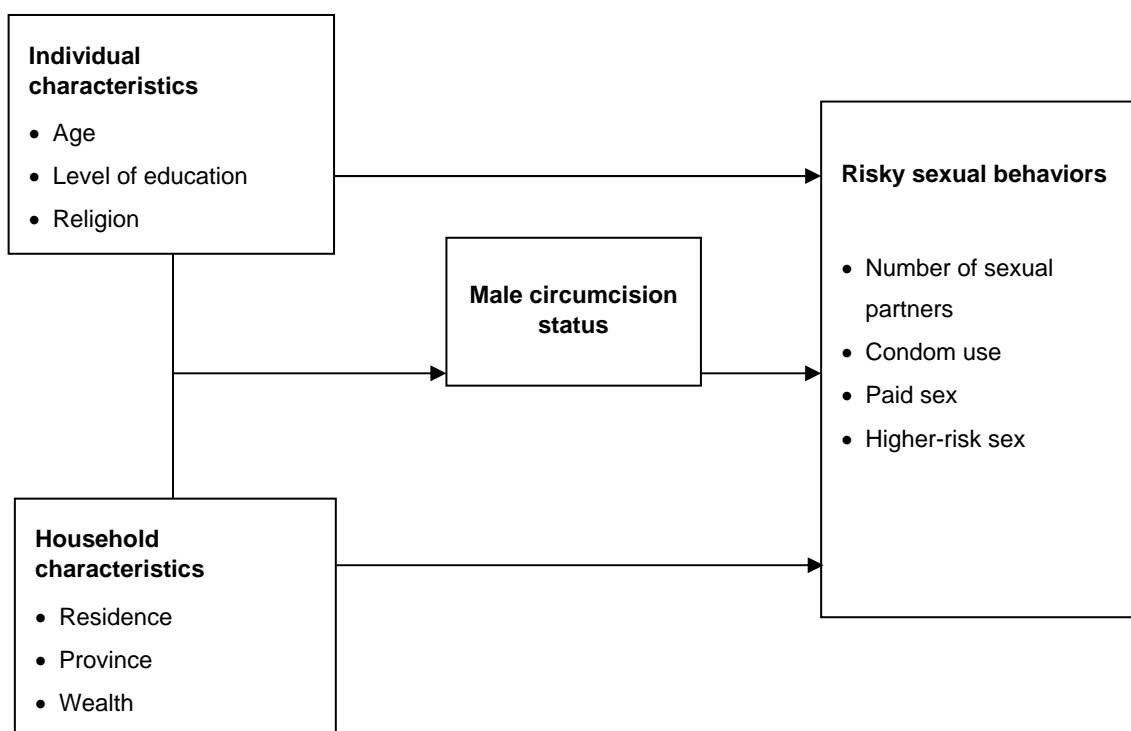 Individual
characteristics
• Age
• Level of education
• Religion
Male circumcision
status
Risky sexual behaviors
• Number of sexual
partners
• Condom use
• Paid sex
• Higher-risk sex
Household
characteristics
• Residence
• Province
• Wealth